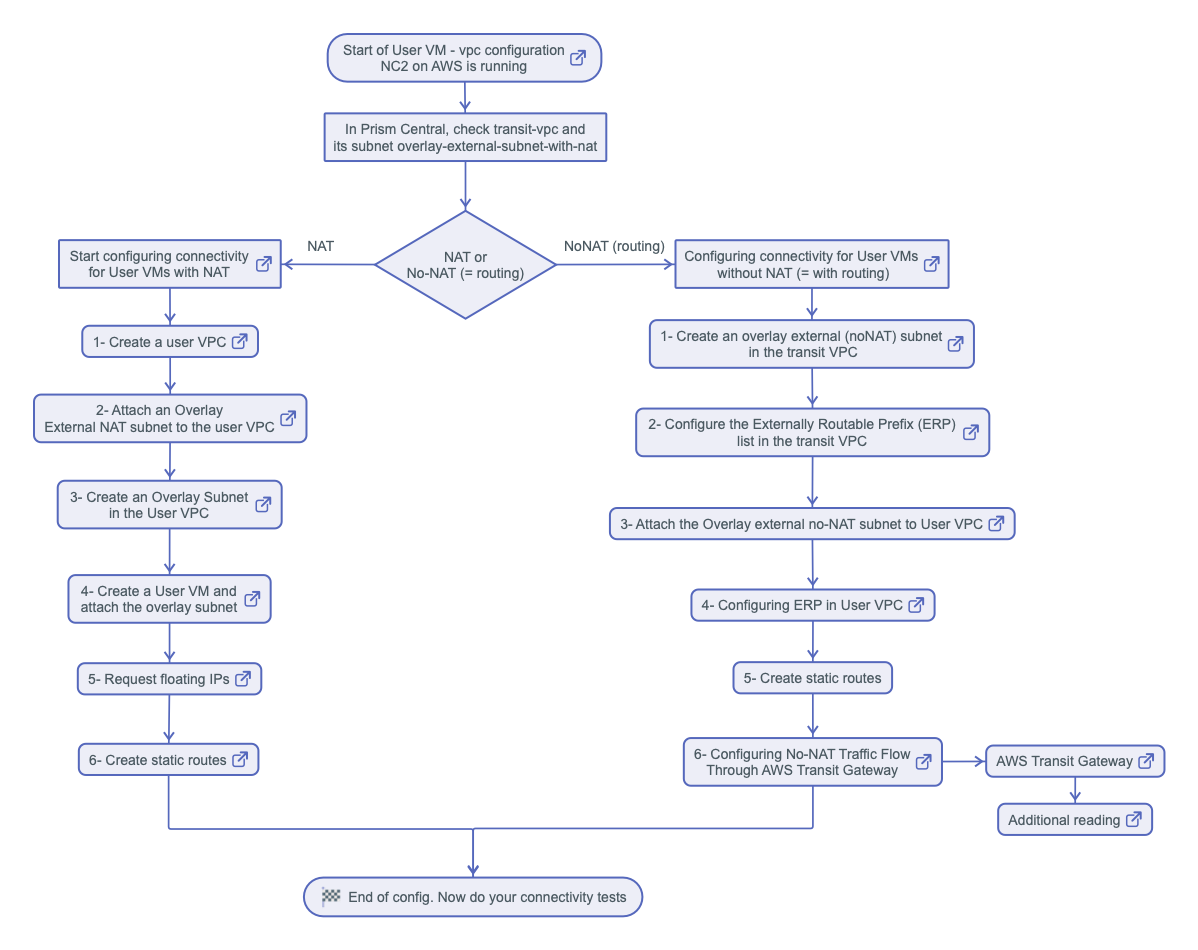 Start of User VM - vpc configuration
NC2 on AWS is running
In Prism Central, check transit-vpc and
its subnet overlay-external-subnet-with-nat
NAT or
No-NAT (= routing)
NAT
NoNAT (routing)
Start configuring connectivity
for User VMs with NAT
1- Create a user VPC
2- Attach an Overlay
External NAT subnet to the user VPC
3- Create an Overlay Subnet
in the User VPC
4- Create a User VM and
attach the overlay subnet
5- Request floating IPs
6- Create static routes
Configuring connectivity for User VMs
without NAT (= with routing)
1- Create an overlay external (noNAT) subnet
in the transit VPC
2- Configure the Externally Routable Prefix (ERP)
list in the transit VPC
3- Attach the Overlay external no-NAT subnet to User VPC
4- Configuring ERP in User VPC
5- Create static routes
6- Configuring No-NAT Traffic Flow
Through AWS Transit Gateway
AWS Transit Gateway
Additional reading
End of config. Now do your connectivity tests